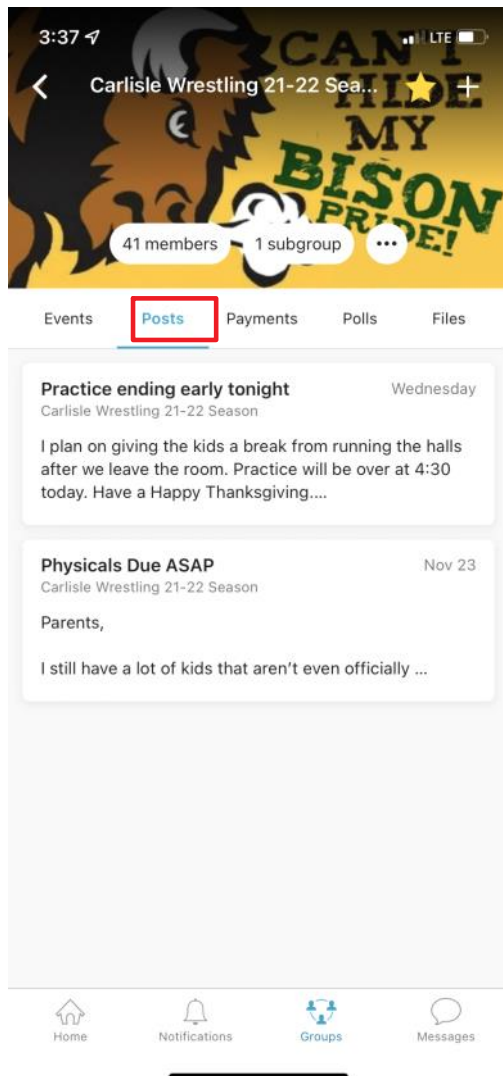 3:37
LTE
CAN'T
HIDE
MY
BISON
PRIDE!
Carlisle Wrestling 21-22 Sea...
41 members
1 subgroup
Events Posts Payments Polls Files
Practice ending early tonight Wednesday
Carlisle Wrestling 21-22 Season
I plan on giving the kids a break from running the halls
after we leave the room. Practice will be over at 4:30
today. Have a Happy Thanksgiving....
Physicals Due ASAP Nov 23
Carlisle Wrestling 21-22 Season
Parents,
I still have a lot of kids that aren't even officially ...
Home Notifications Groups Messages